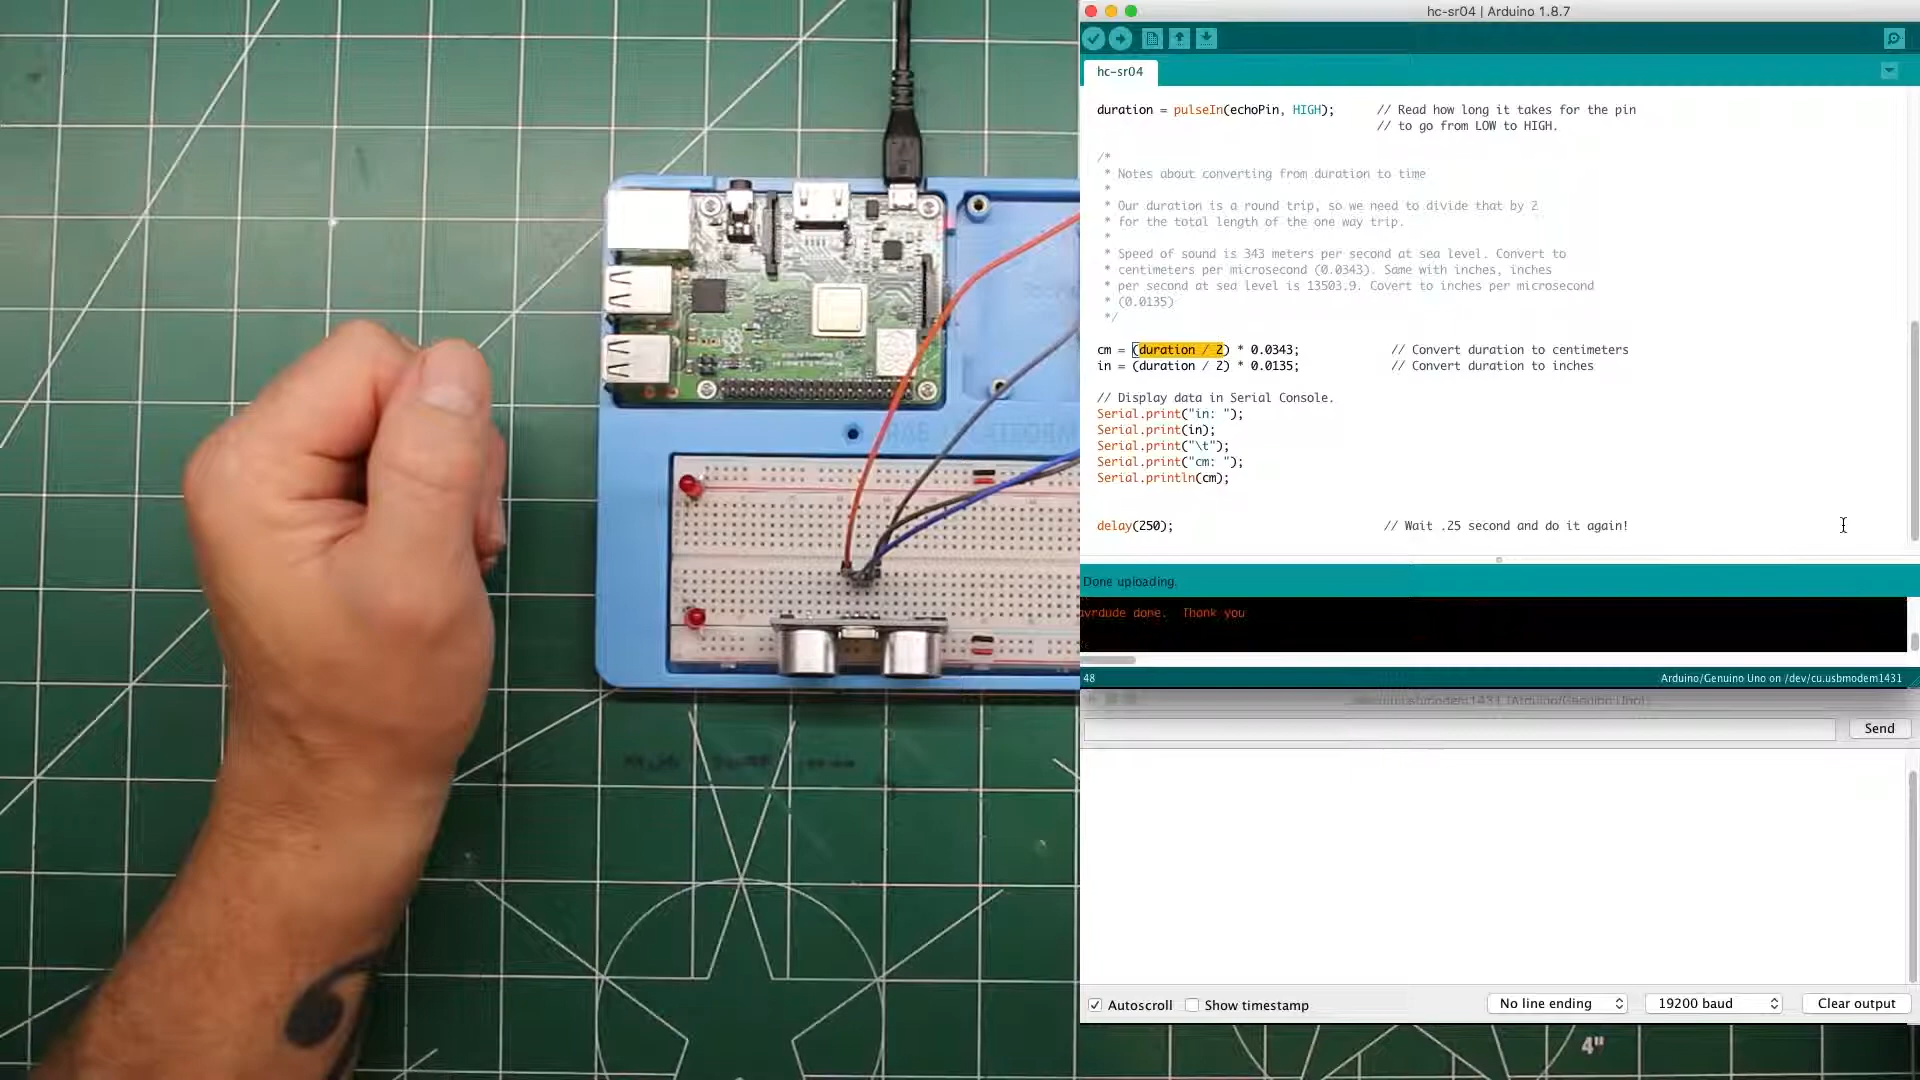 hc-sr04 | Arduino 1.8.7
hc-sr04
duration = pulseIn(echoPin, HIGH); // Read how long it takes for the pin
// to go from LOW to HIGH.
/*
* Notes about converting from duration to time
*
* Our duration is a round trip, so we need to divide that by 2
* for the total length of the one way trip.
*
* Speed of sound is 343 meters per second at sea level. Convert to
* centimeters per microsecond (0.0343). Same with inches, inches
* per second at sea level is 13503.9. Covert to inches per microsecond
* (0.0135)
*/
cm = (duration / 2) * 0.0343; // Convert duration to centimeters
in = (duration / 2) * 0.0135; // Convert duration to inches
// Display data in Serial Console.
Serial.print("in: ");
Serial.print(in);
Serial.print("\t");
Serial.print("cm: ");
Serial.println(cm);
delay(250); // Wait .25 second and do it again!
Done uploading.
avrdude done. Thank you
48 Arduino/Genuino Uno on /dev/cu.usbmodem1431
Send
Autoscroll Show timestamp No line ending 19200 baud Clear output
4"